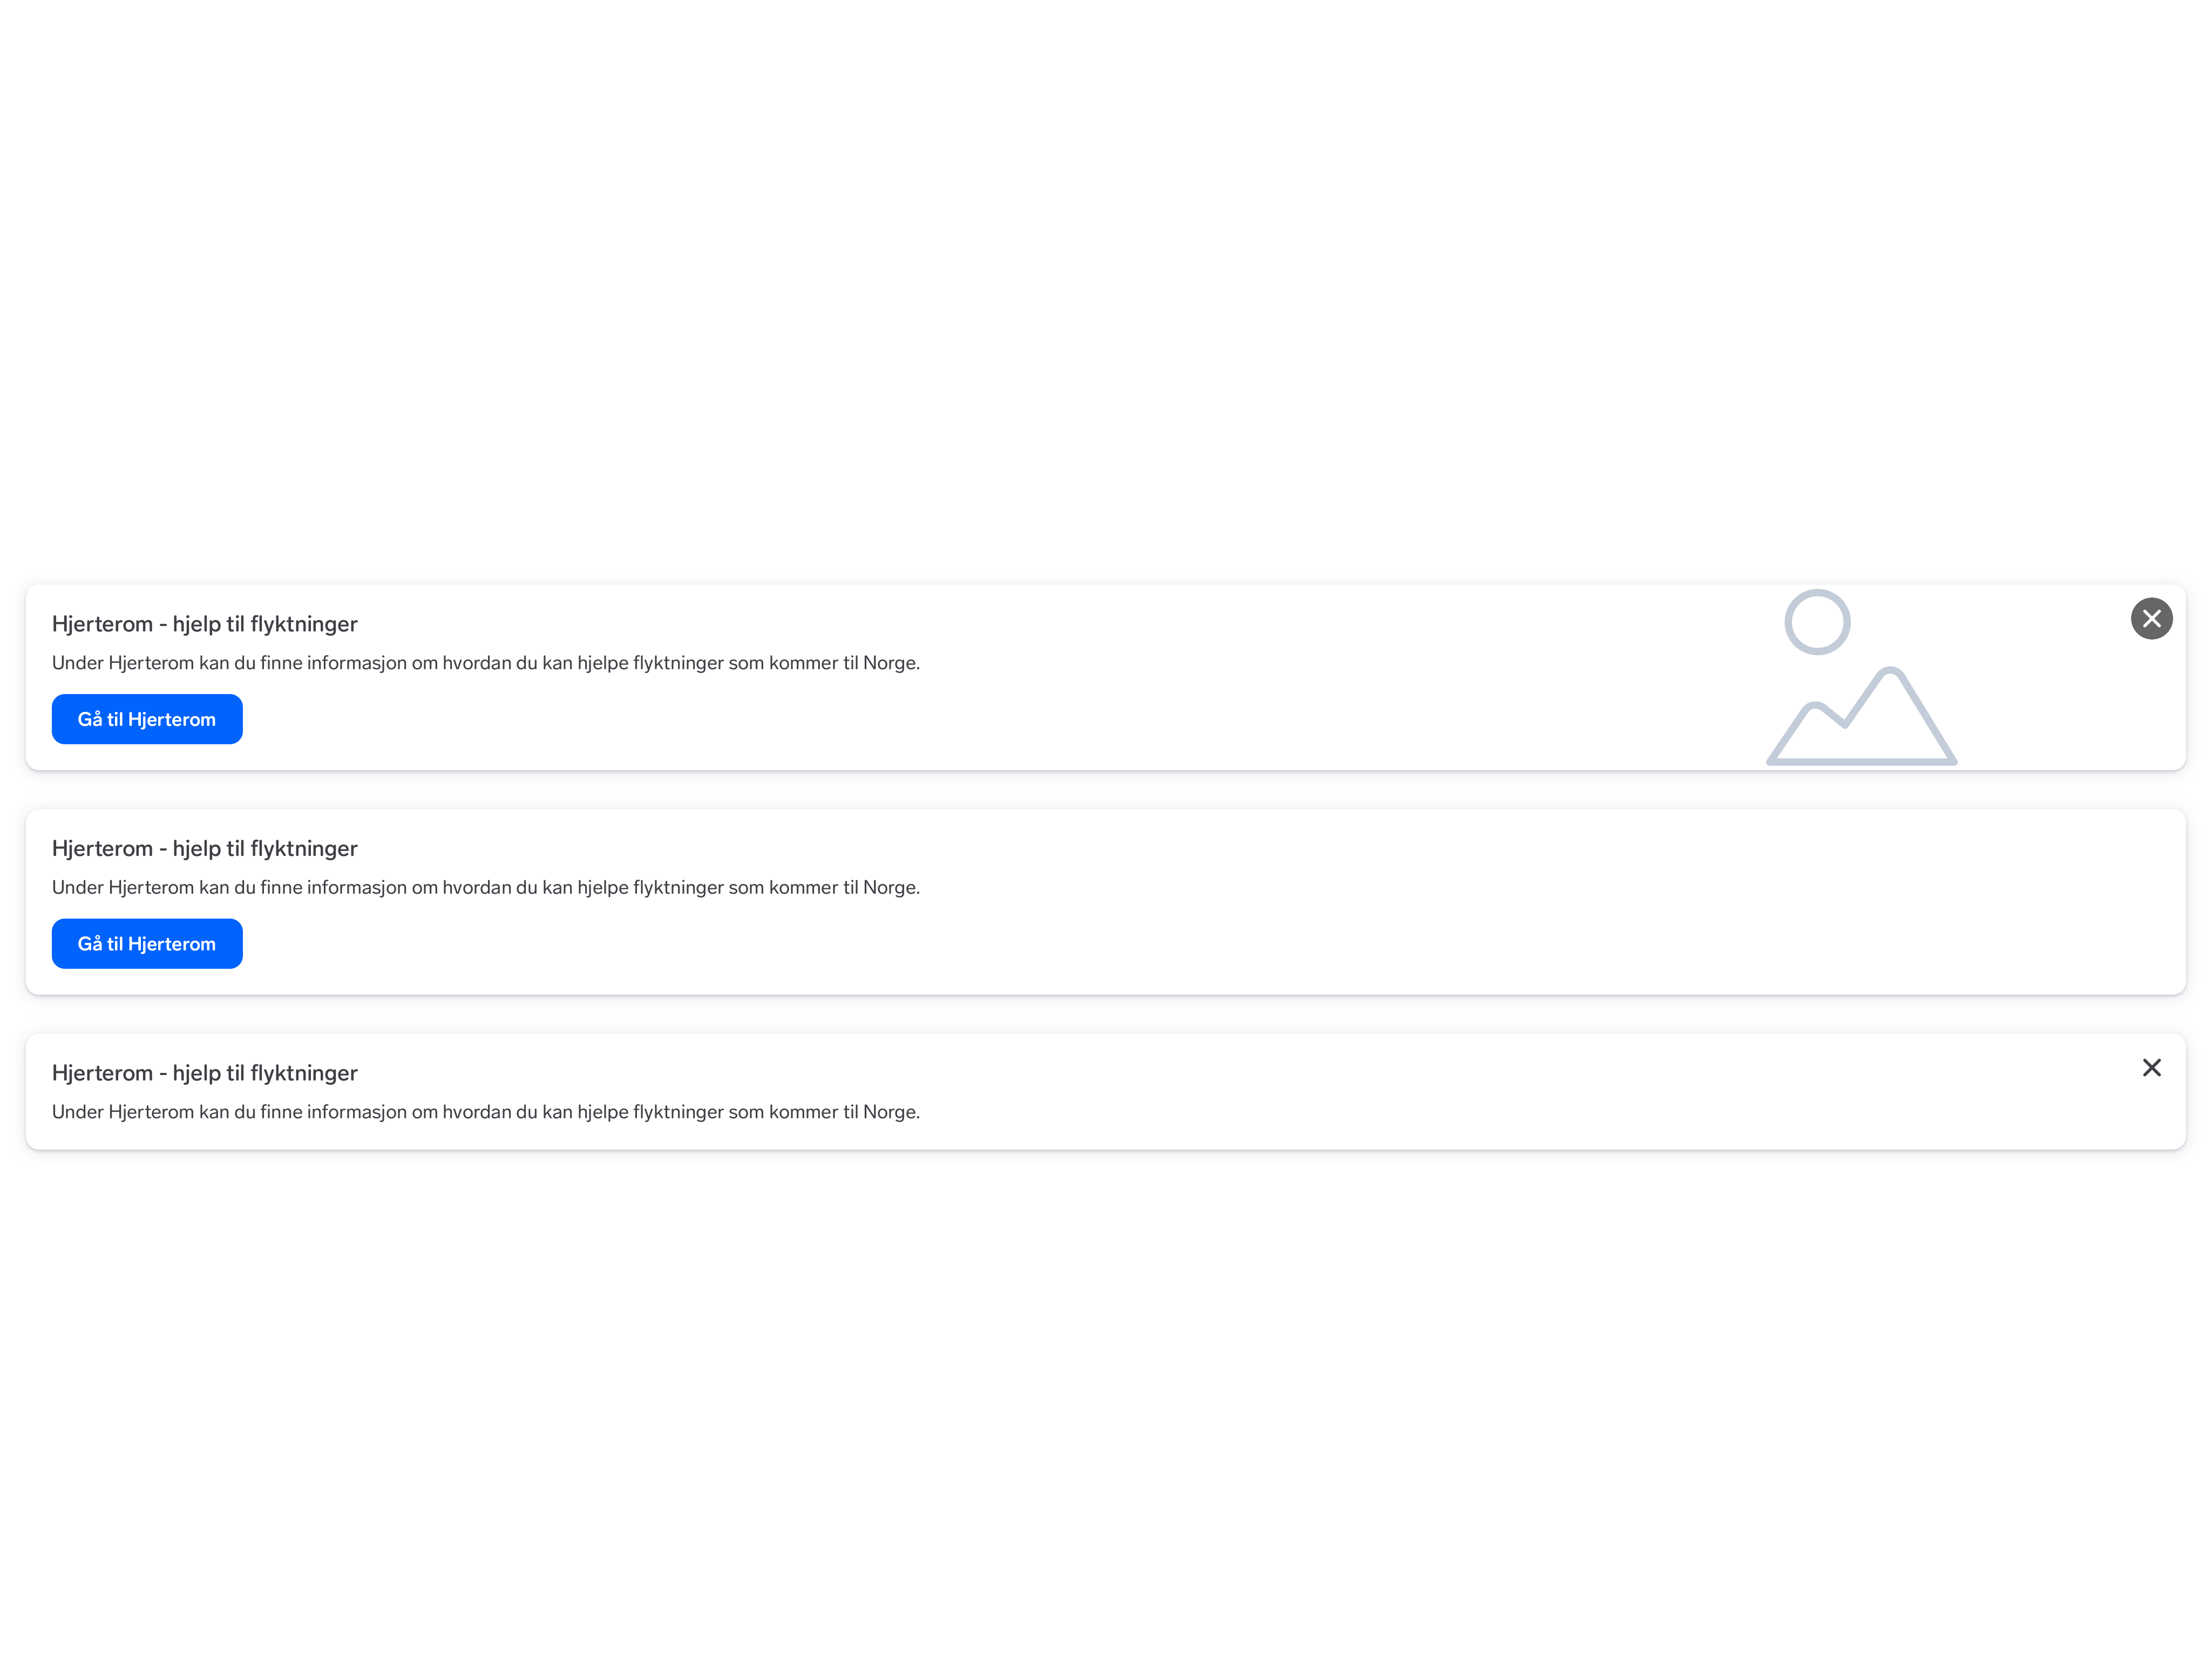 Hjerterom - hjelp til flyktninger
Under Hjerterom kan du finne informasjon om hvordan du kan hjelpe flyktninger som kommer til Norge.
Gå til Hjerterom
Hjerterom - hjelp til flyktninger
Under Hjerterom kan du finne informasjon om hvordan du kan hjelpe flyktninger som kommer til Norge.
Gå til Hjerterom
Hjerterom - hjelp til flyktninger
Under Hjerterom kan du finne informasjon om hvordan du kan hjelpe flyktninger som kommer til Norge.